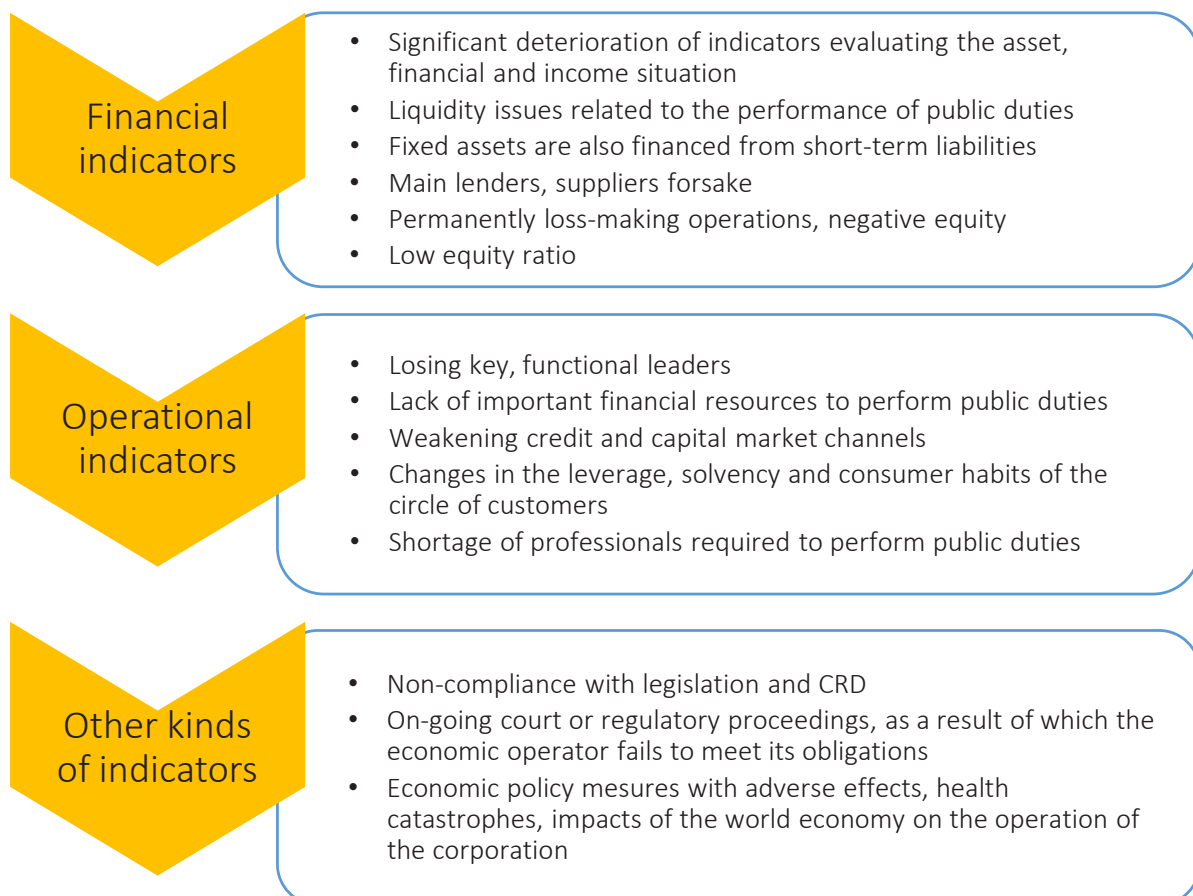 Financial
indicators
• Significant deterioration of indicators evaluating the asset,
financial and income situation
• Liquidity issues related to the performance of public duties
• Fixed assets are also financed from short-term liabilities
• Main lenders, suppliers forsake
• Permanently loss-making operations, negative equity
• Low equity ratio
Operational
indicators
• Losing key, functional leaders
• Lack of important financial resources to perform public duties
• Weakening credit and capital market channels
• Changes in the leverage, solvency and consumer habits of the
circle of customers
• Shortage of professionals required to perform public duties
Other kinds
of indicators
• Non-compliance with legislation and CRD
• On-going court or regulatory proceedings, as a result of which the
economic operator fails to meet its obligations
• Economic policy mesures with adverse effects, health
catastrophes, impacts of the world economy on the operation of
the corporation